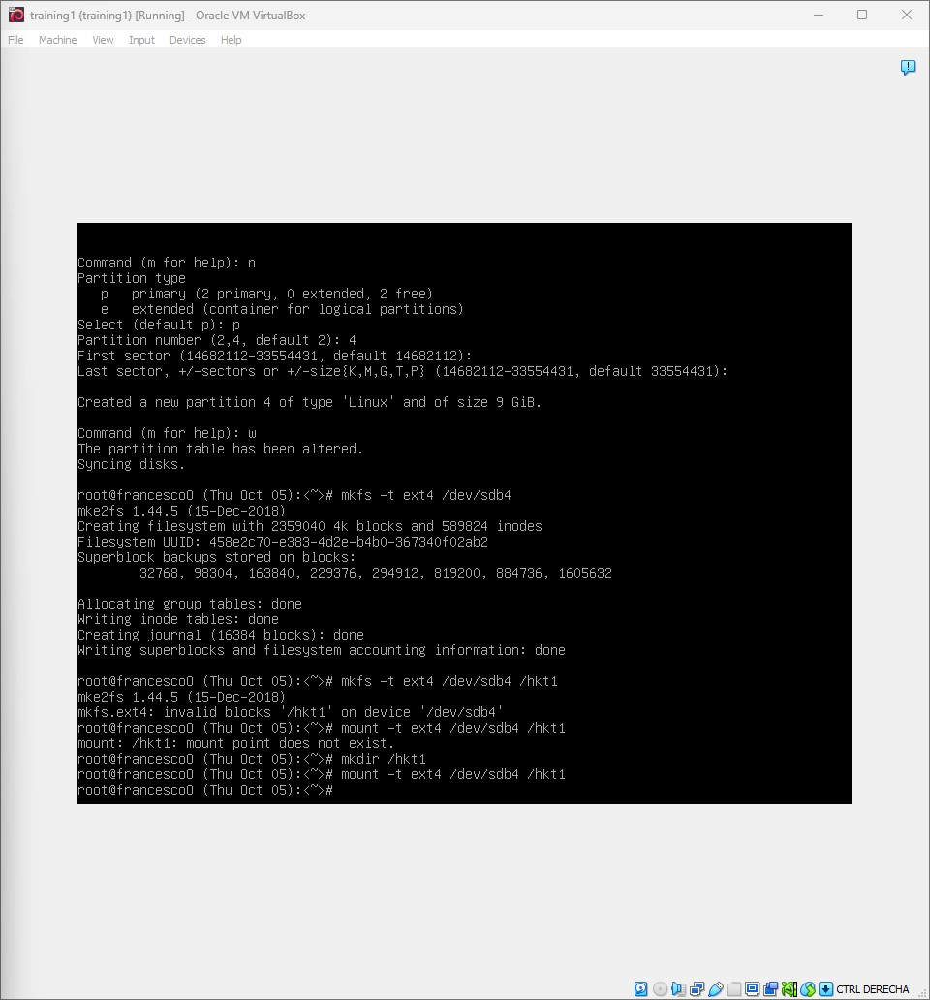 training1 (training1) [Running] - Oracle VM VirtualBox
File Machine View Input Devices Help
Command (m for help): n
Partition type
   p   primary (2 primary, 0 extended, 2 free)
   e   extended (container for logical partitions)
Select (default p): p
Partition number (2,4, default 2): 4
First sector (14682112-33554431, default 14682112):
Last sector, +/-sectors or +/-size{K,M,G,T,P} (14682112-33554431, default 33554431):
Created a new partition 4 of type 'Linux' and of size 9 GiB.
Command (m for help): w
The partition table has been altered.
Syncing disks.
root@francesco0 (Thu Oct 05):<~># mkfs -t ext4 /dev/sdb4
mke2fs 1.44.5 (15-Dec-2018)
Creating filesystem with 2359040 4k blocks and 589824 inodes
Filesystem UUID: 458e2c70-e383-4d2e-b4b0-367340f02ab2
Superblock backups stored on blocks:
        32768, 98304, 163840, 229376, 294912, 819200, 884736, 1605632
Allocating group tables: done
Writing inode tables: done
Creating journal (16384 blocks): done
Writing superblocks and filesystem accounting information: done
root@francesco0 (Thu Oct 05):<~># mkfs -t ext4 /dev/sdb4 /hkt1
mke2fs 1.44.5 (15-Dec-2018)
mkfs.ext4: invalid blocks '/hkt1' on device '/dev/sdb4'
root@francesco0 (Thu Oct 05):<~># mount -t ext4 /dev/sdb4 /hkt1
mount: /hkt1: mount point does not exist.
root@francesco0 (Thu Oct 05):<~># mkdir /hkt1
root@francesco0 (Thu Oct 05):<~># mount -t ext4 /dev/sdb4 /hkt1
root@francesco0 (Thu Oct 05):<~>#
CTRL DERECHA